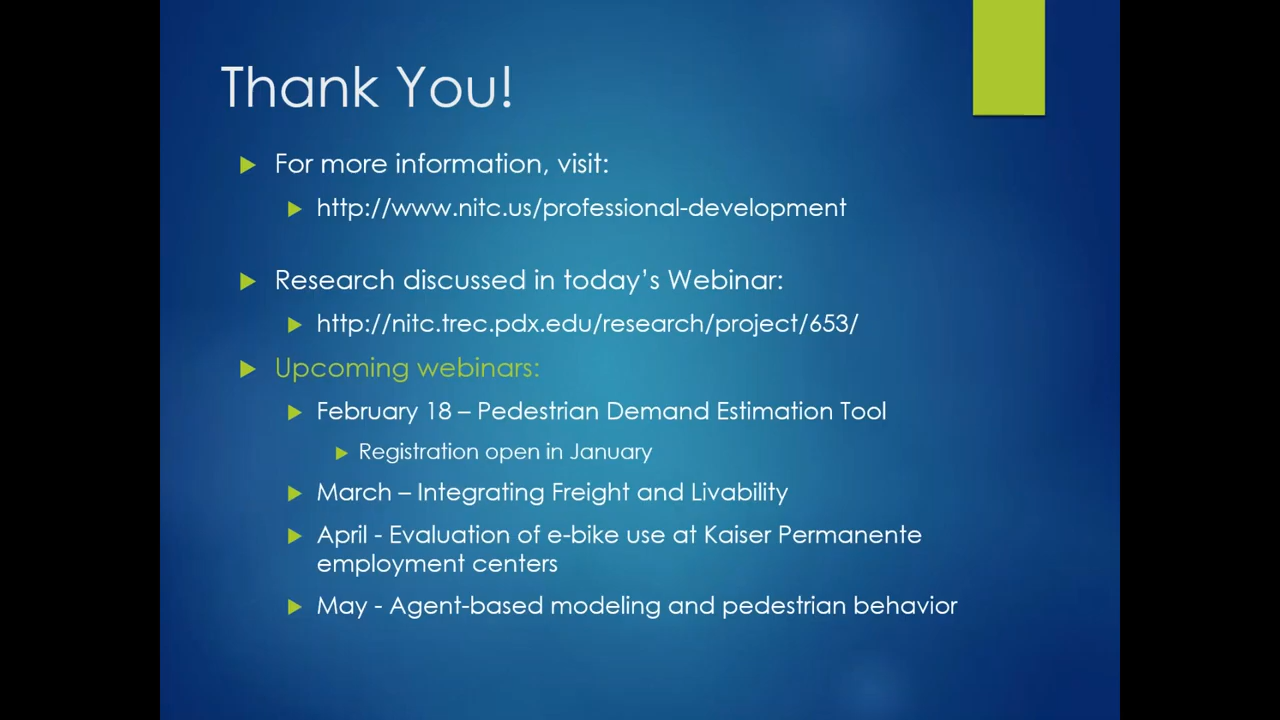 Thank You!
For more information, visit:
http://www.nitc.us/professional-development
Research discussed in today’s Webinar:
http://nitc.trec.pdx.edu/research/project/653/
Upcoming webinars:
February 18 – Pedestrian Demand Estimation Tool
Registration open in January
March – Integrating Freight and Livability
April - Evaluation of e-bike use at Kaiser Permanente
employment centers
May - Agent-based modeling and pedestrian behavior